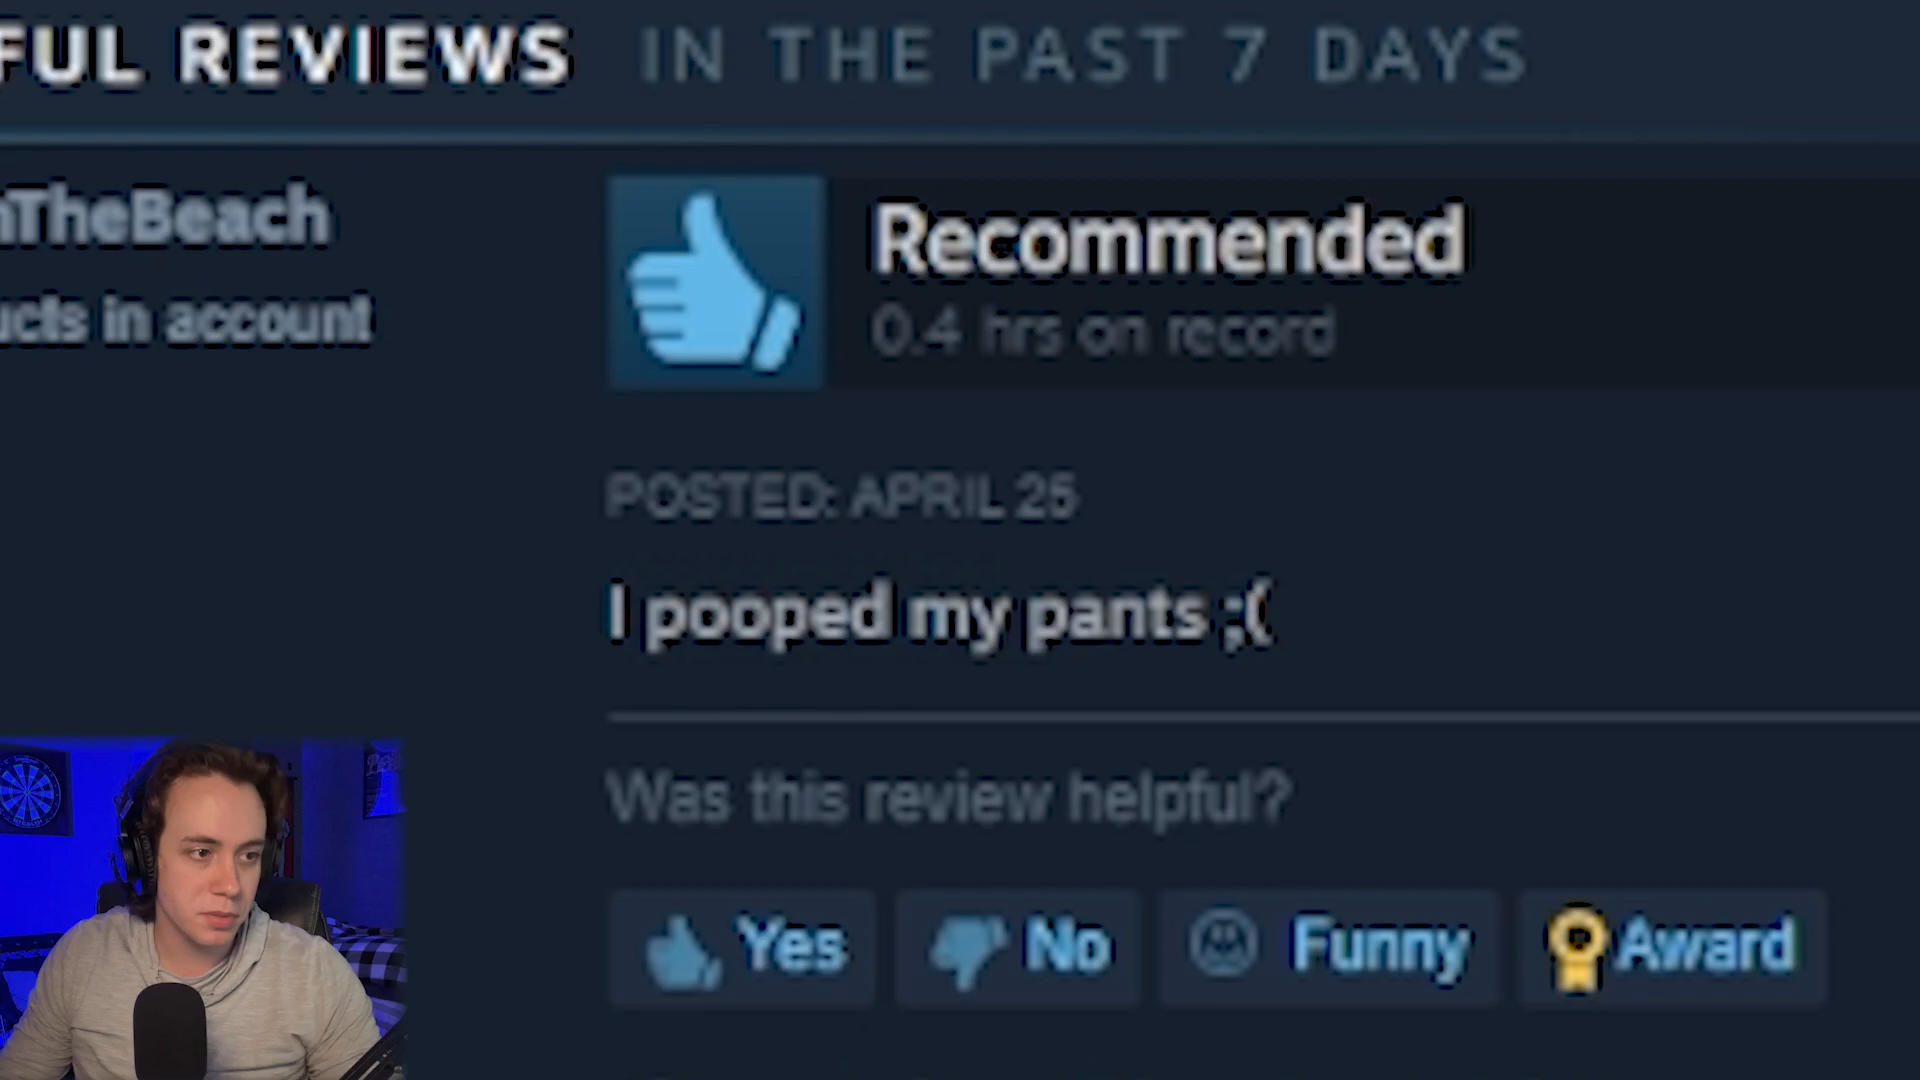 FUL REVIEWS IN THE PAST 7 DAYS
nTheBeach
ucts in account
Recommended
0.4 hrs on record
POSTED: APRIL 25
I pooped my pants ;(
Was this review helpful?
Yes No Funny Award